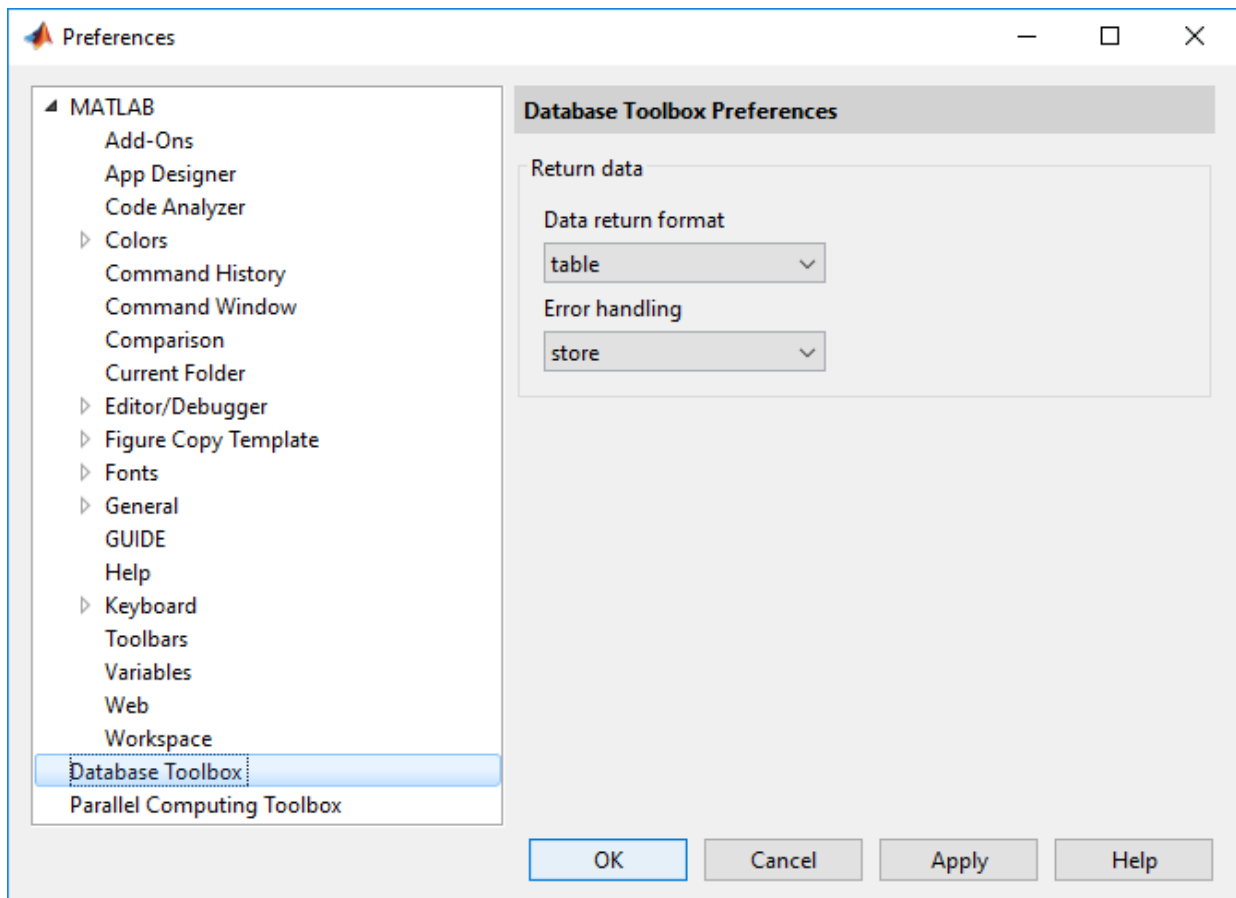 Preferences
MATLAB
Add-Ons
App Designer
Code Analyzer
Colors
Command History
Command Window
Comparison
Current Folder
Editor/Debugger
Figure Copy Template
Fonts
General
GUIDE
Help
Keyboard
Toolbars
Variables
Web
Workspace
Database Toolbox
Parallel Computing Toolbox
Database Toolbox Preferences
Return data
Data return format
table
Error handling
store
OK Cancel Apply Help